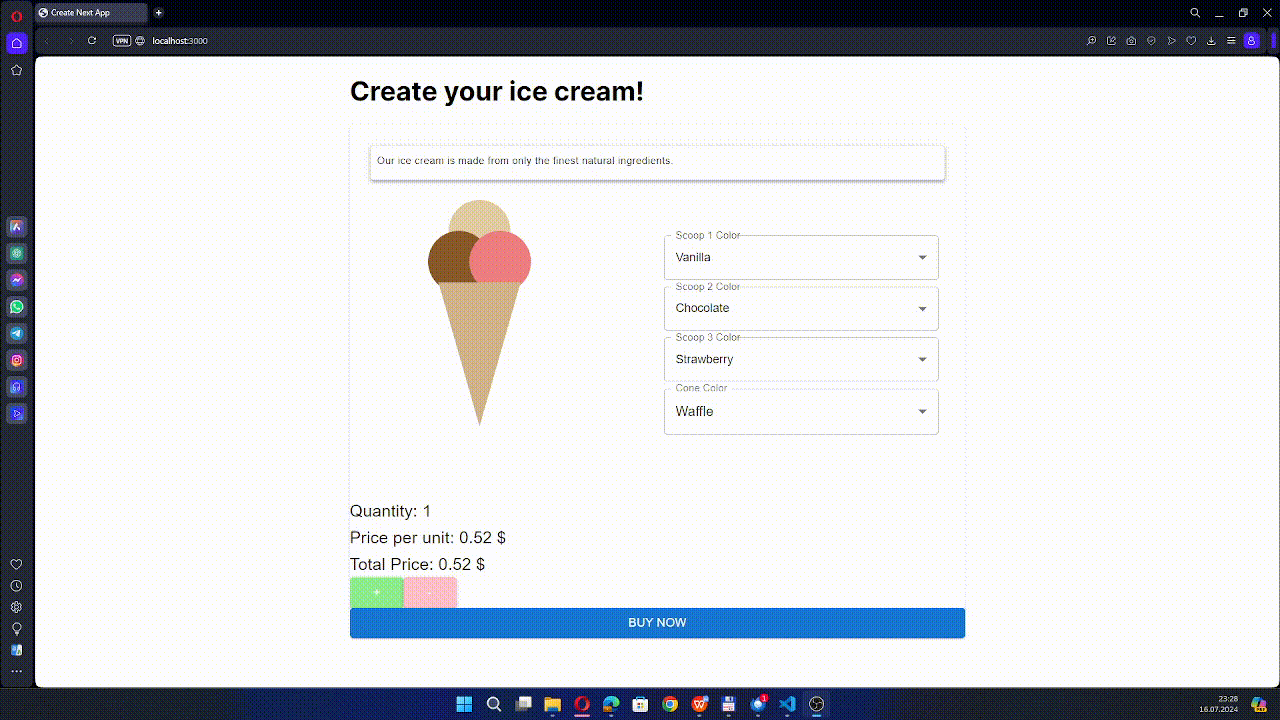 Create Next App
VPN
localhost:3000
Create your ice cream!
Our ice cream is made from only the finest natural ingredients.
Scoop 1 Color
Vanilla
Scoop 2 Color
Chocolate
Scoop 3 Color
Strawberry
Cone Color
Waffle
Quantity: 1
Price per unit: 0.52 $
Total Price: 0.52 $
+ -
BUY NOW
23:28
16.07.2024